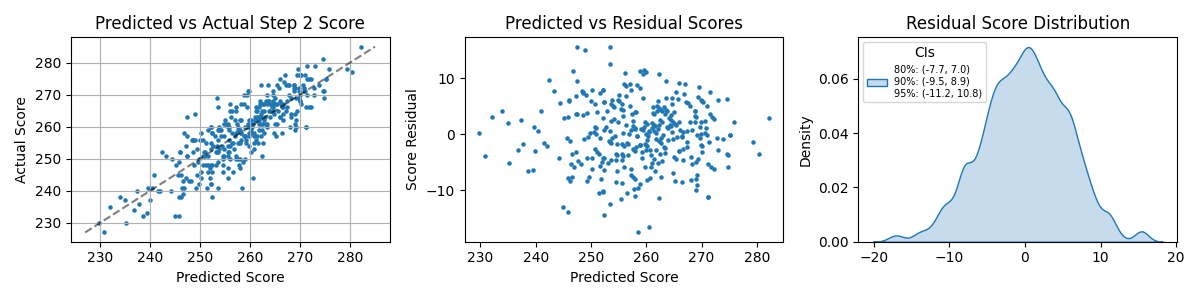 Predicted vs Actual Step 2 Score
280
270
260
250
240
230
230 240 250 260 270 280
Actual Score
Predicted Score
Predicted vs Residual Scores
10
0
−10
230 240 250 260 270 280
Score Residual
Predicted Score
Residual Score Distribution
CIs
80%: (-7.7, 7.0)
90%: (-9.5, 8.9)
95%: (-11.2, 10.8)
0.06
0.04
0.02
0.00
−20 −10 0 10 20
Density